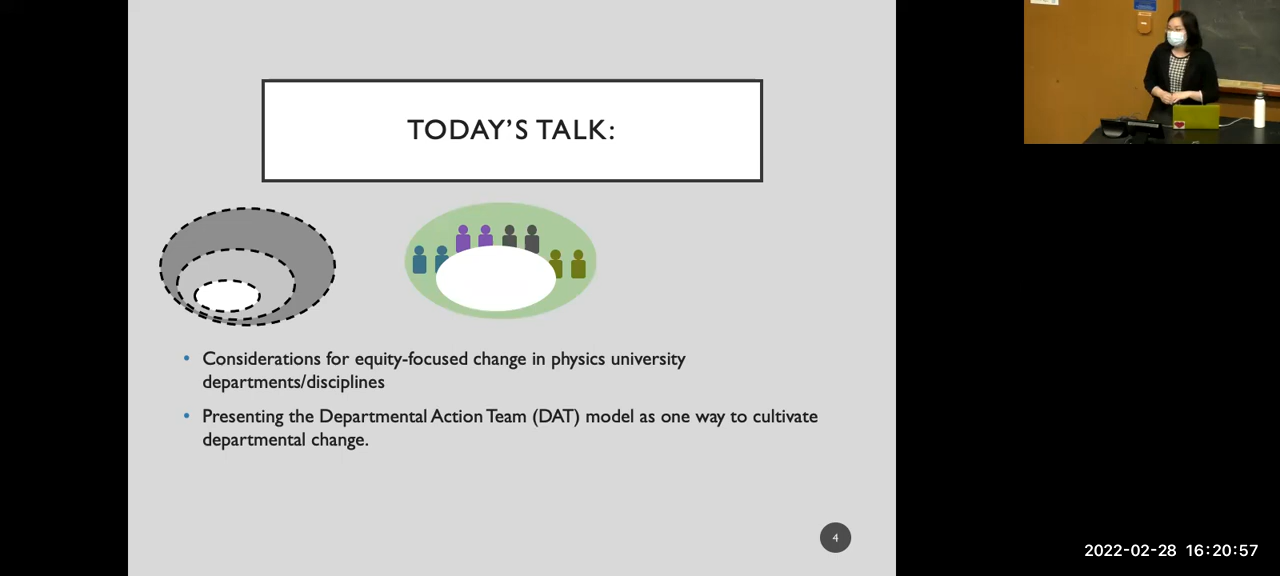 TODAY'S TALK:
• Considerations for equity-focused change in physics university
departments/disciplines
• Presenting the Departmental Action Team (DAT) model as one way to cultivate
departmental change.
4
2022-02-28 16:20:57